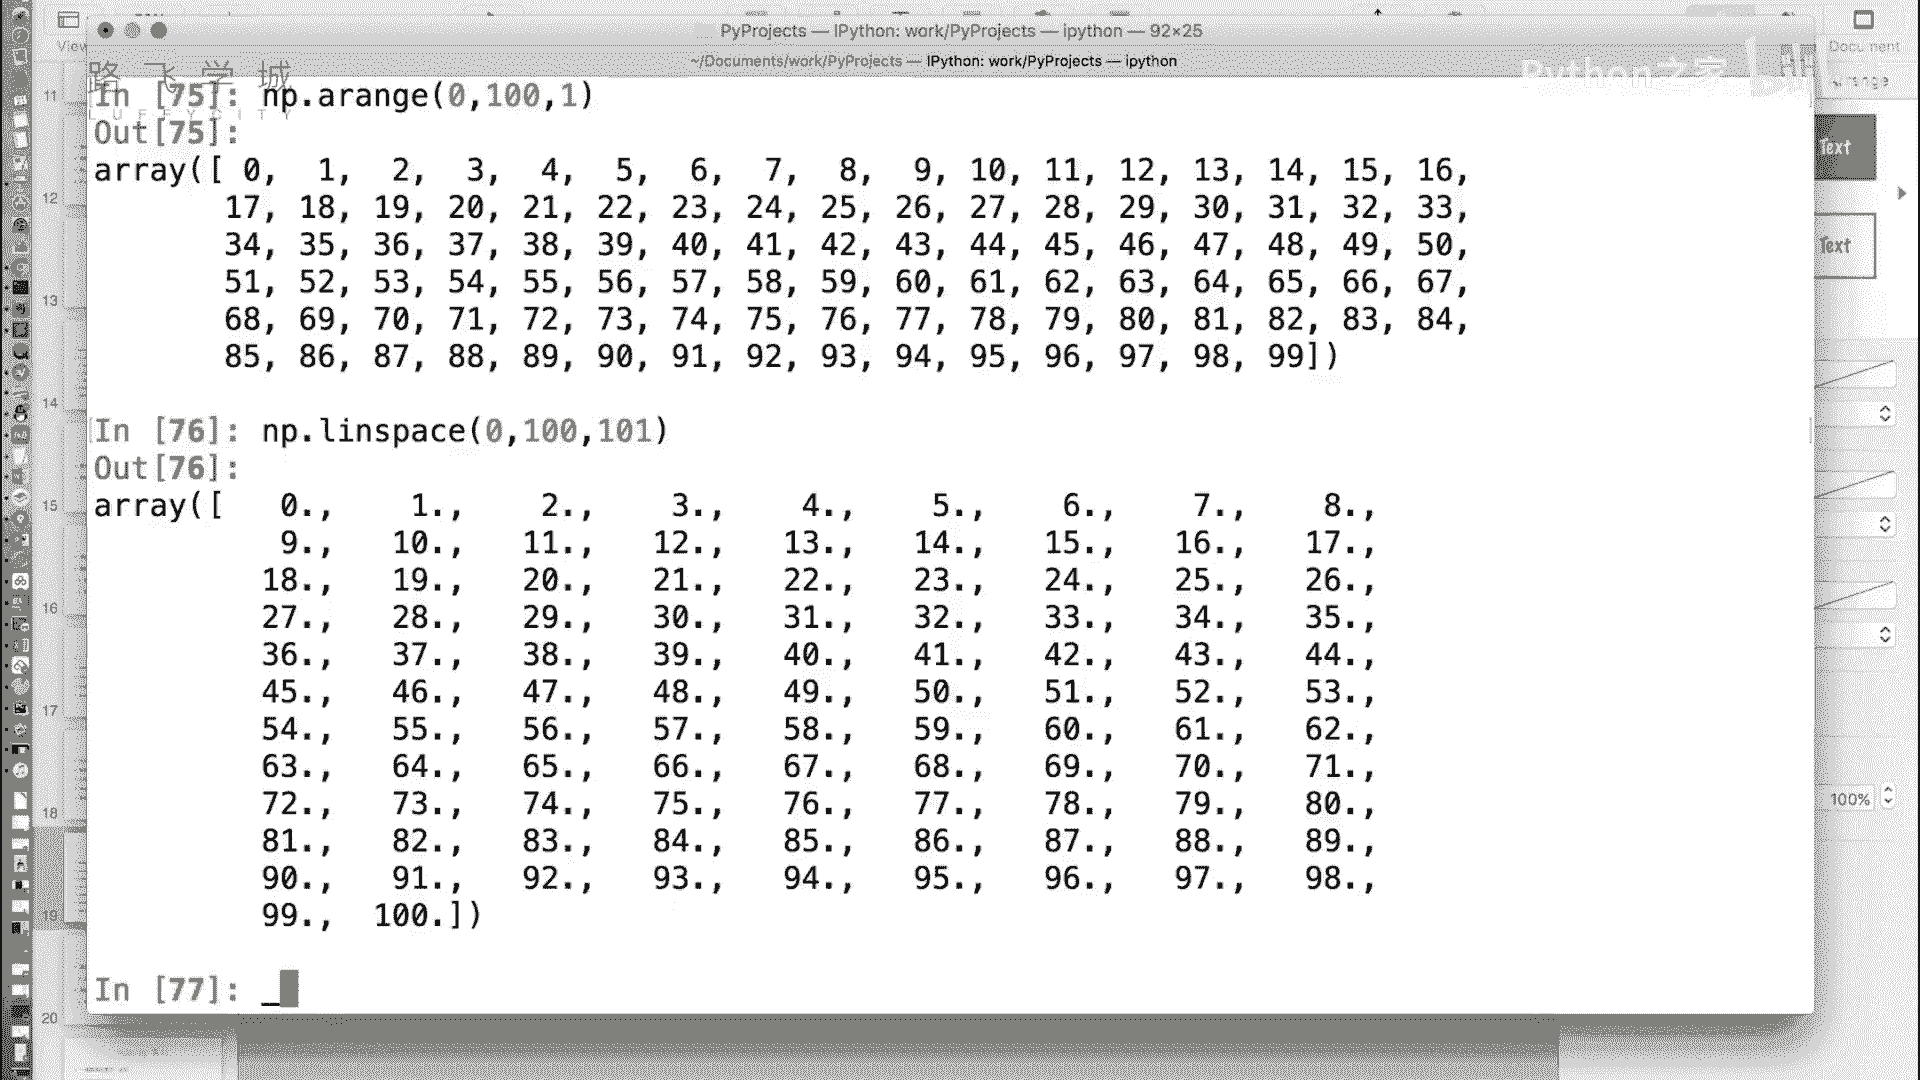 PyProjects — IPython: work/PyProjects — ipython — 92×25
~/Documents/work/PyProjects — IPython: work/PyProjects — ipython
View
Document
路飞学城
LUFFYCITY
Python之家
In [75]: np.arange(0,100,1)
Out[75]:
array([ 0, 1, 2, 3, 4, 5, 6, 7, 8, 9, 10, 11, 12, 13, 14, 15, 16,
17, 18, 19, 20, 21, 22, 23, 24, 25, 26, 27, 28, 29, 30, 31, 32, 33,
34, 35, 36, 37, 38, 39, 40, 41, 42, 43, 44, 45, 46, 47, 48, 49, 50,
51, 52, 53, 54, 55, 56, 57, 58, 59, 60, 61, 62, 63, 64, 65, 66, 67,
68, 69, 70, 71, 72, 73, 74, 75, 76, 77, 78, 79, 80, 81, 82, 83, 84,
85, 86, 87, 88, 89, 90, 91, 92, 93, 94, 95, 96, 97, 98, 99])
In [76]: np.linspace(0,100,101)
Out[76]:
array([ 0., 1., 2., 3., 4., 5., 6., 7., 8.,
9., 10., 11., 12., 13., 14., 15., 16., 17.,
18., 19., 20., 21., 22., 23., 24., 25., 26.,
27., 28., 29., 30., 31., 32., 33., 34., 35.,
36., 37., 38., 39., 40., 41., 42., 43., 44.,
45., 46., 47., 48., 49., 50., 51., 52., 53.,
54., 55., 56., 57., 58., 59., 60., 61., 62.,
63., 64., 65., 66., 67., 68., 69., 70., 71.,
72., 73., 74., 75., 76., 77., 78., 79., 80.,
81., 82., 83., 84., 85., 86., 87., 88., 89.,
90., 91., 92., 93., 94., 95., 96., 97., 98.,
99., 100.])
In [77]: _
11
12
13
14
15
16
17
18
19
20
Text
Text
100%